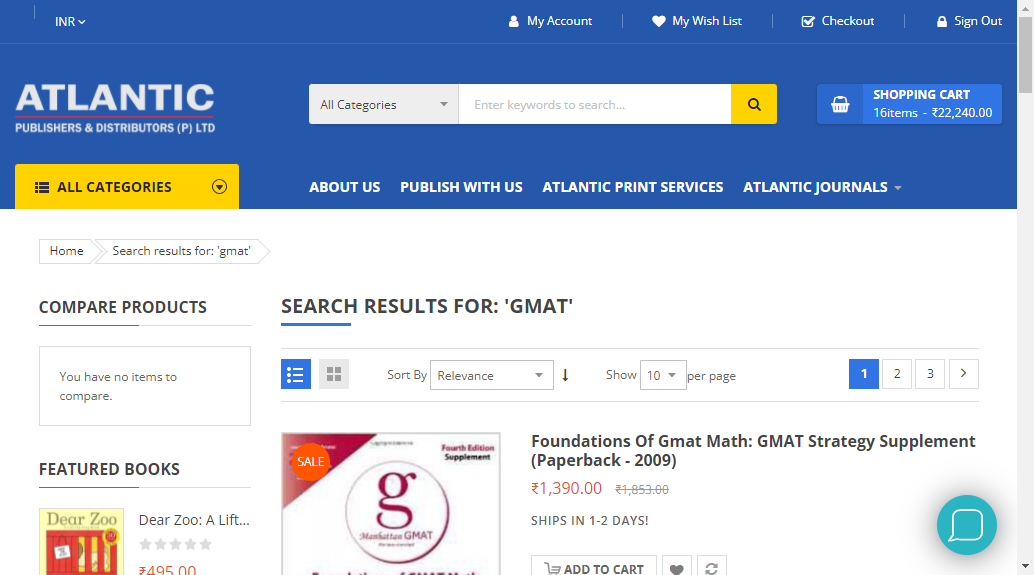 INR
My Account
My Wish List
Checkout
Sign Out
ATLANTIC
PUBLISHERS & DISTRIBUTORS (P) LTD
All Categories
Enter keywords to search...
SHOPPING CART
16items - ₹22,240.00
ALL CATEGORIES
ABOUT US
PUBLISH WITH US
ATLANTIC PRINT SERVICES
ATLANTIC JOURNALS
Home
Search results for: 'gmat'
COMPARE PRODUCTS
You have no items to
compare.
FEATURED BOOKS
Dear Zoo
Dear Zoo: A Lift...
₹495.00
SEARCH RESULTS FOR: 'GMAT'
Sort By
Relevance
Show
10
per page
1
2
3
SALE
Fourth Edition
Supplement
g
Manhattan GMAT
Foundations of GMAT Math
Foundations Of Gmat Math: GMAT Strategy Supplement
(Paperback - 2009)
₹1,390.00 ₹1,853.00
SHIPS IN 1-2 DAYS!
ADD TO CART